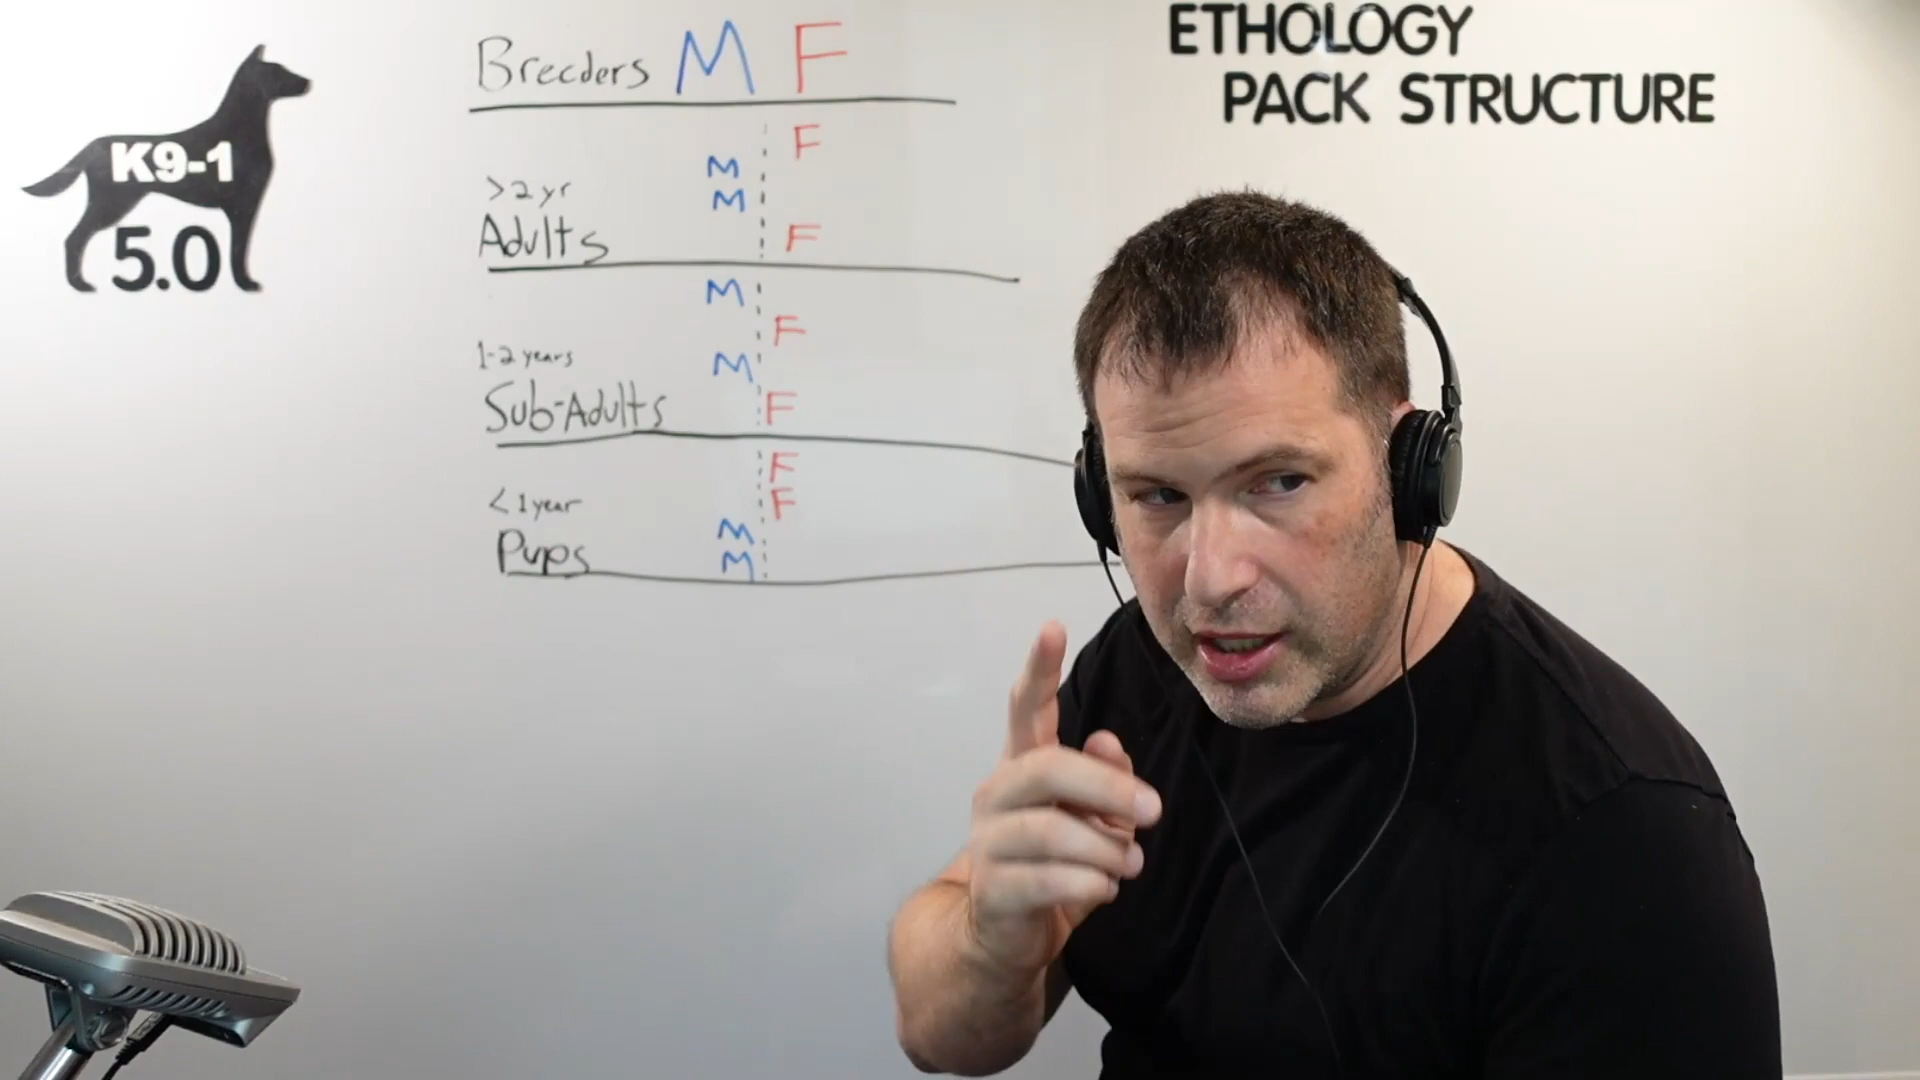 K9-1
5.0
Breeders M F
F
M
>2yr
M
Adults
F
M
F
1-2 years
M
Sub-Adults
F
F
<1year
F
M
Pups
M
ETHOLOGY
PACK STRUCTURE